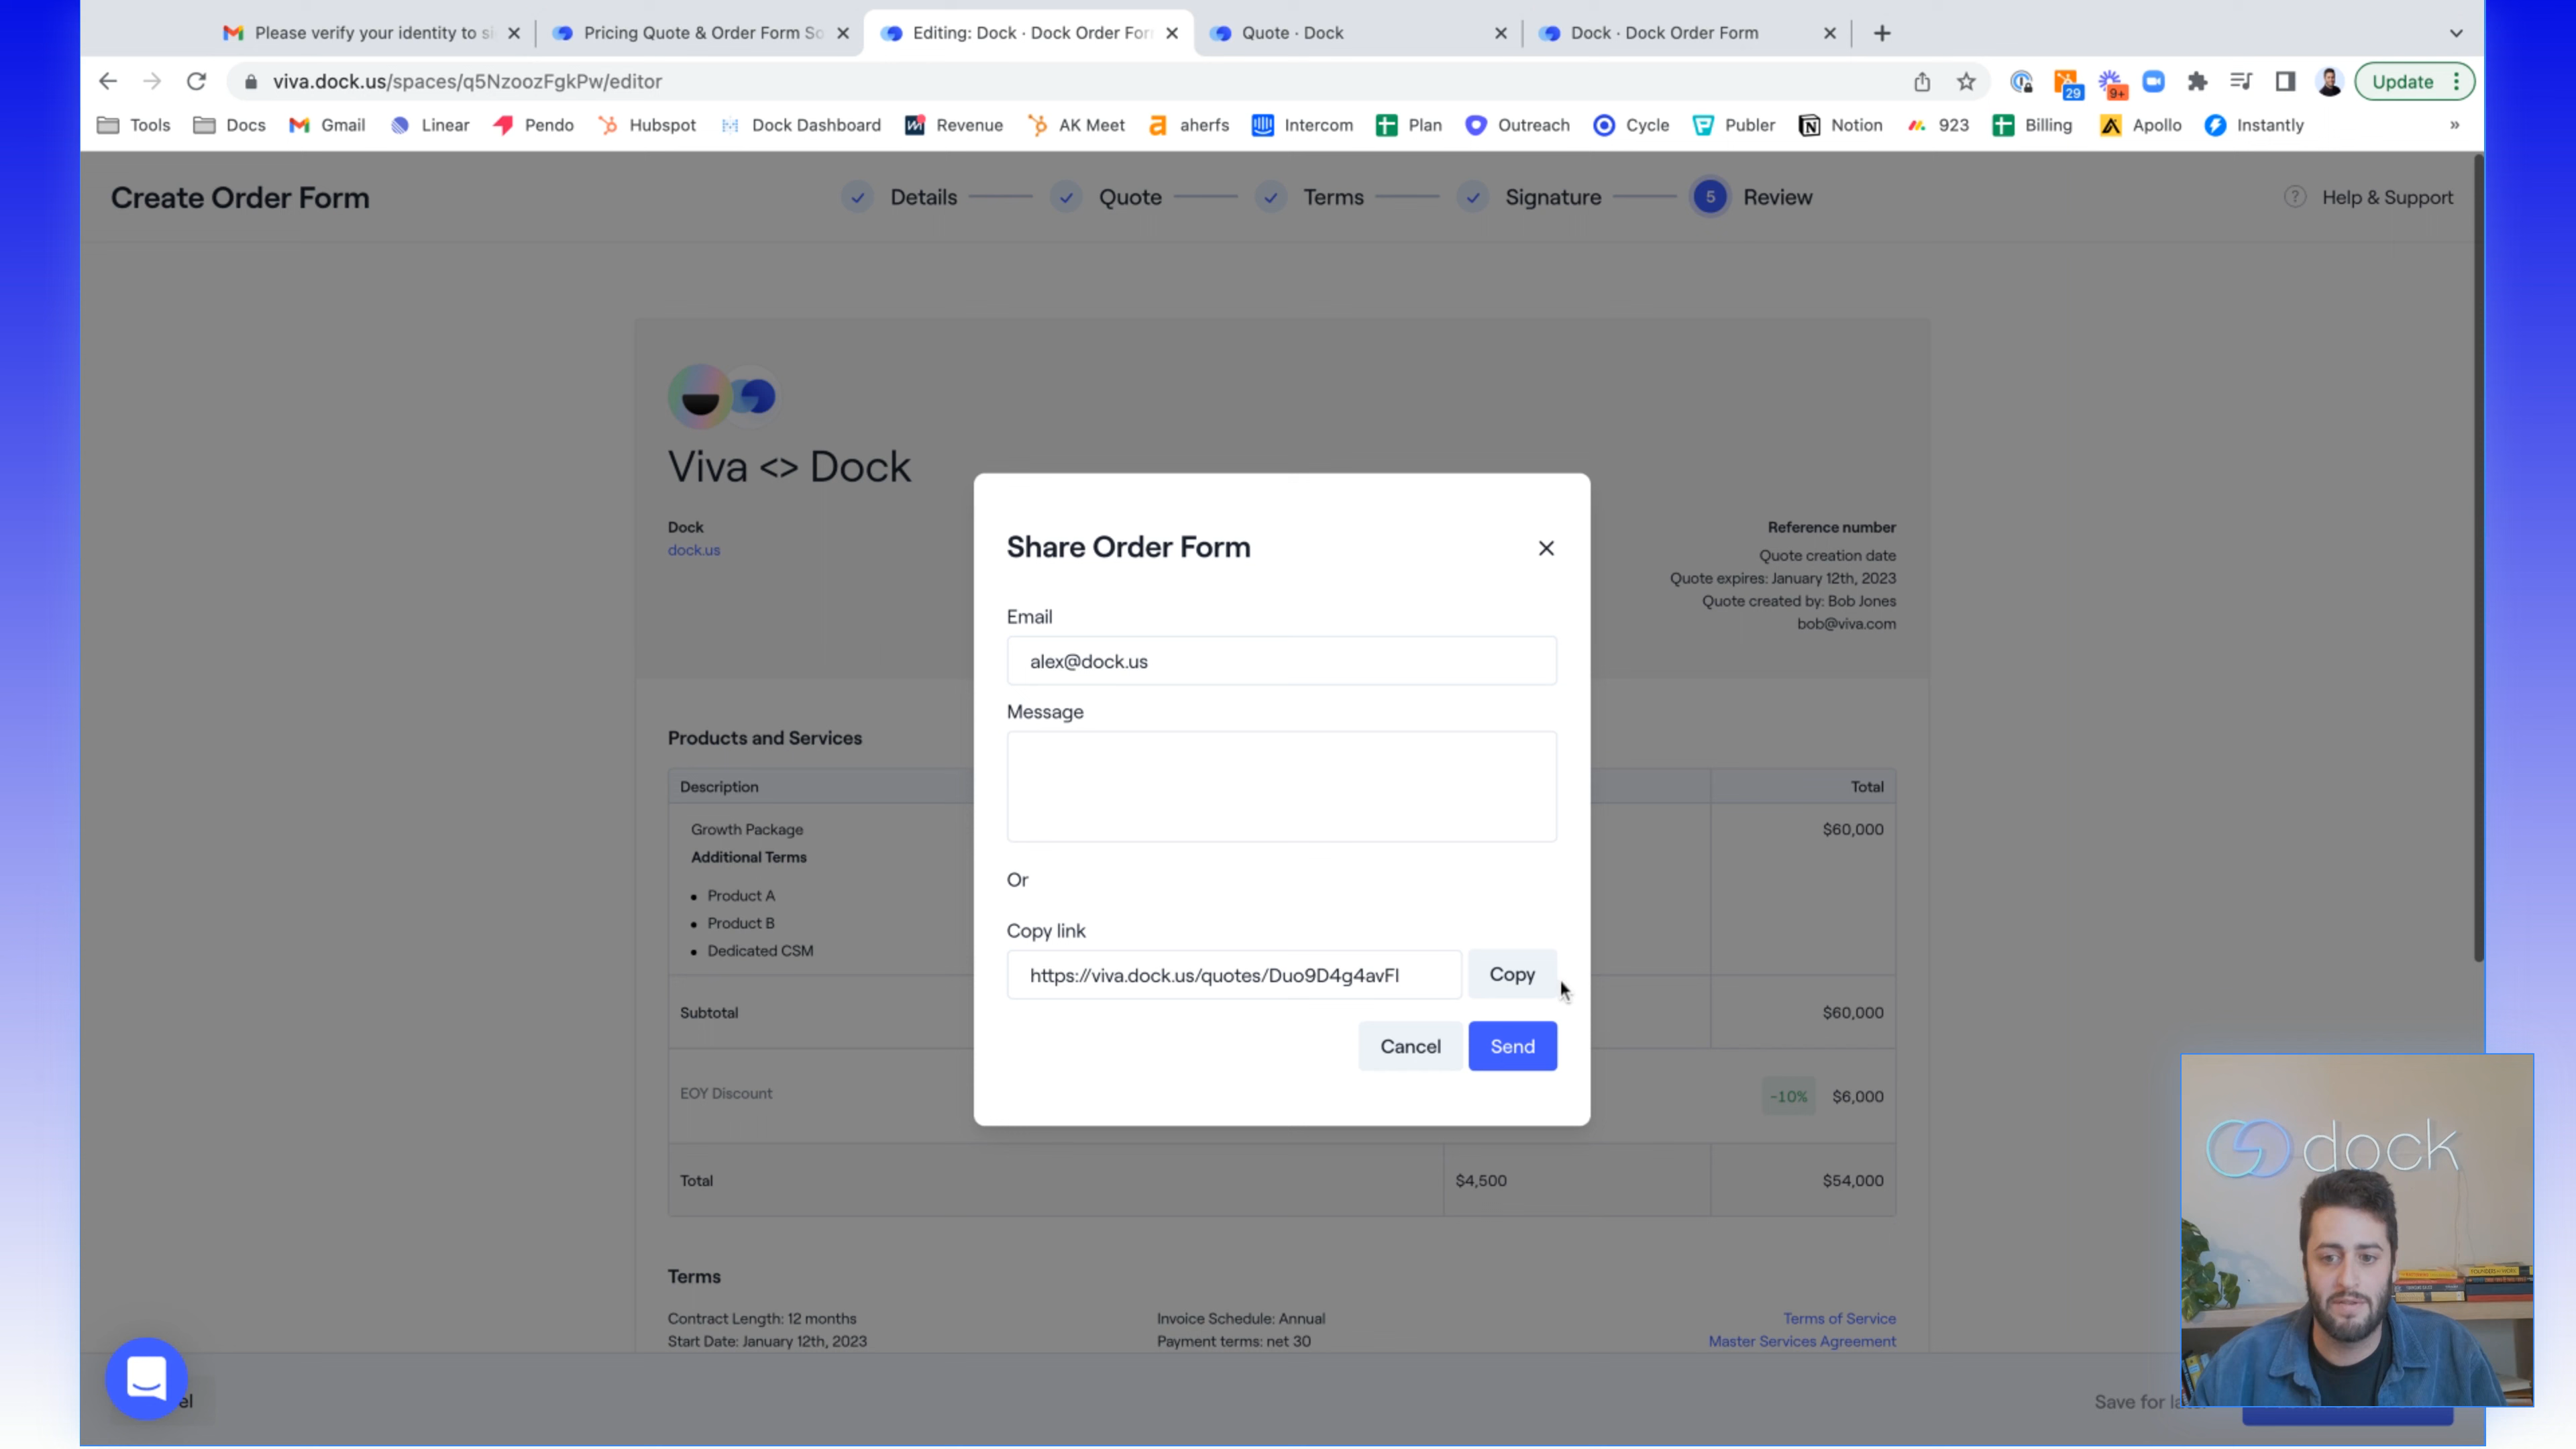 Please verify your identity to si
Pricing Quote & Order Form So
Editing: Dock · Dock Order For
Quote · Dock
Dock · Dock Order Form
viva.dock.us/spaces/q5NzoozFgkPw/editor
29
9+
Update
Tools
Docs
Gmail
Linear
Pendo
Hubspot
Dock Dashboard
Revenue
AK Meet
aherfs
Intercom
Plan
Outreach
Cycle
Publer
Notion
923
Billing
Apollo
Instantly
»
Create Order Form
Details
Quote
Terms
Signature
5 Review
Help & Support
Viva <> Dock
Dock
dock.us
Reference number
Quote creation date
Quote expires: January 12th, 2023
Quote created by: Bob Jones
bob@viva.com
Share Order Form
Email
alex@dock.us
Message
Or
Copy link
https://viva.dock.us/quotes/Duo9D4g4avFl
Copy
Cancel
Send
Products and Services
Description
Total
Growth Package
$60,000
Additional Terms
• Product A
• Product B
• Dedicated CSM
Subtotal
$60,000
EOY Discount
-10% $6,000
Total
$4,500
$54,000
Terms
Contract Length: 12 months
Start Date: January 12th, 2023
Invoice Schedule: Annual
Payment terms: net 30
Terms of Service
Master Services Agreement
el
Save for la
dock